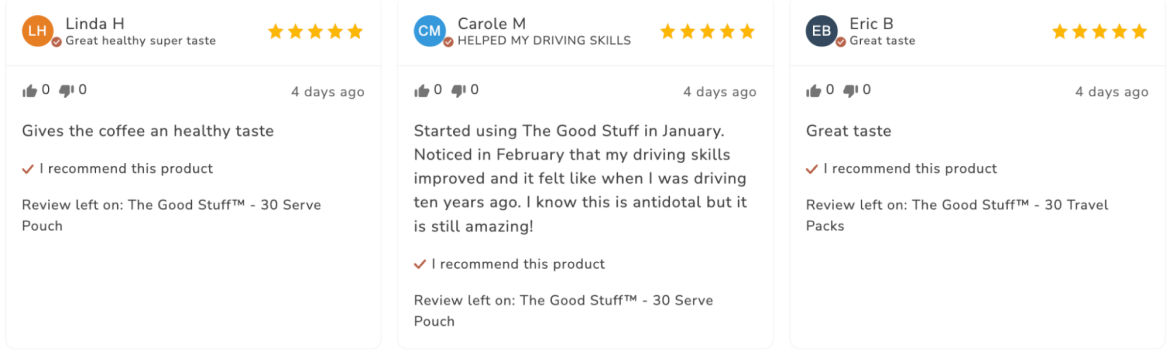 LH Linda H
Great healthy super taste
0 0 4 days ago
Gives the coffee an healthy taste
I recommend this product
Review left on: The Good Stuff™ - 30 Serve
Pouch
CM Carole M
HELPED MY DRIVING SKILLS
0 0 4 days ago
Started using The Good Stuff in January.
Noticed in February that my driving skills
improved and it felt like when I was driving
ten years ago. I know this is antidotal but it
is still amazing!
I recommend this product
Review left on: The Good Stuff™ - 30 Serve
Pouch
EB Eric B
Great taste
0 0 4 days ago
Great taste
I recommend this product
Review left on: The Good Stuff™ - 30 Travel
Packs